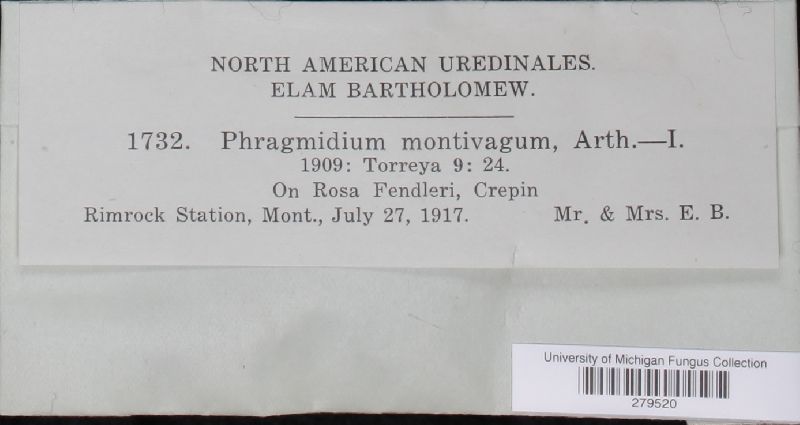 NORTH AMERICAN UREDINALES.
ELAM BARTHOLOMEW.
1732. Phragmidium montivagum, Arth.—I.
1909: Torreya 9: 24.
On Rosa Fendleri, Crepin
Rimrock Station, Mont., July 27, 1917. Mr. & Mrs. E. B.
University of Michigan Fungus Collection
279520